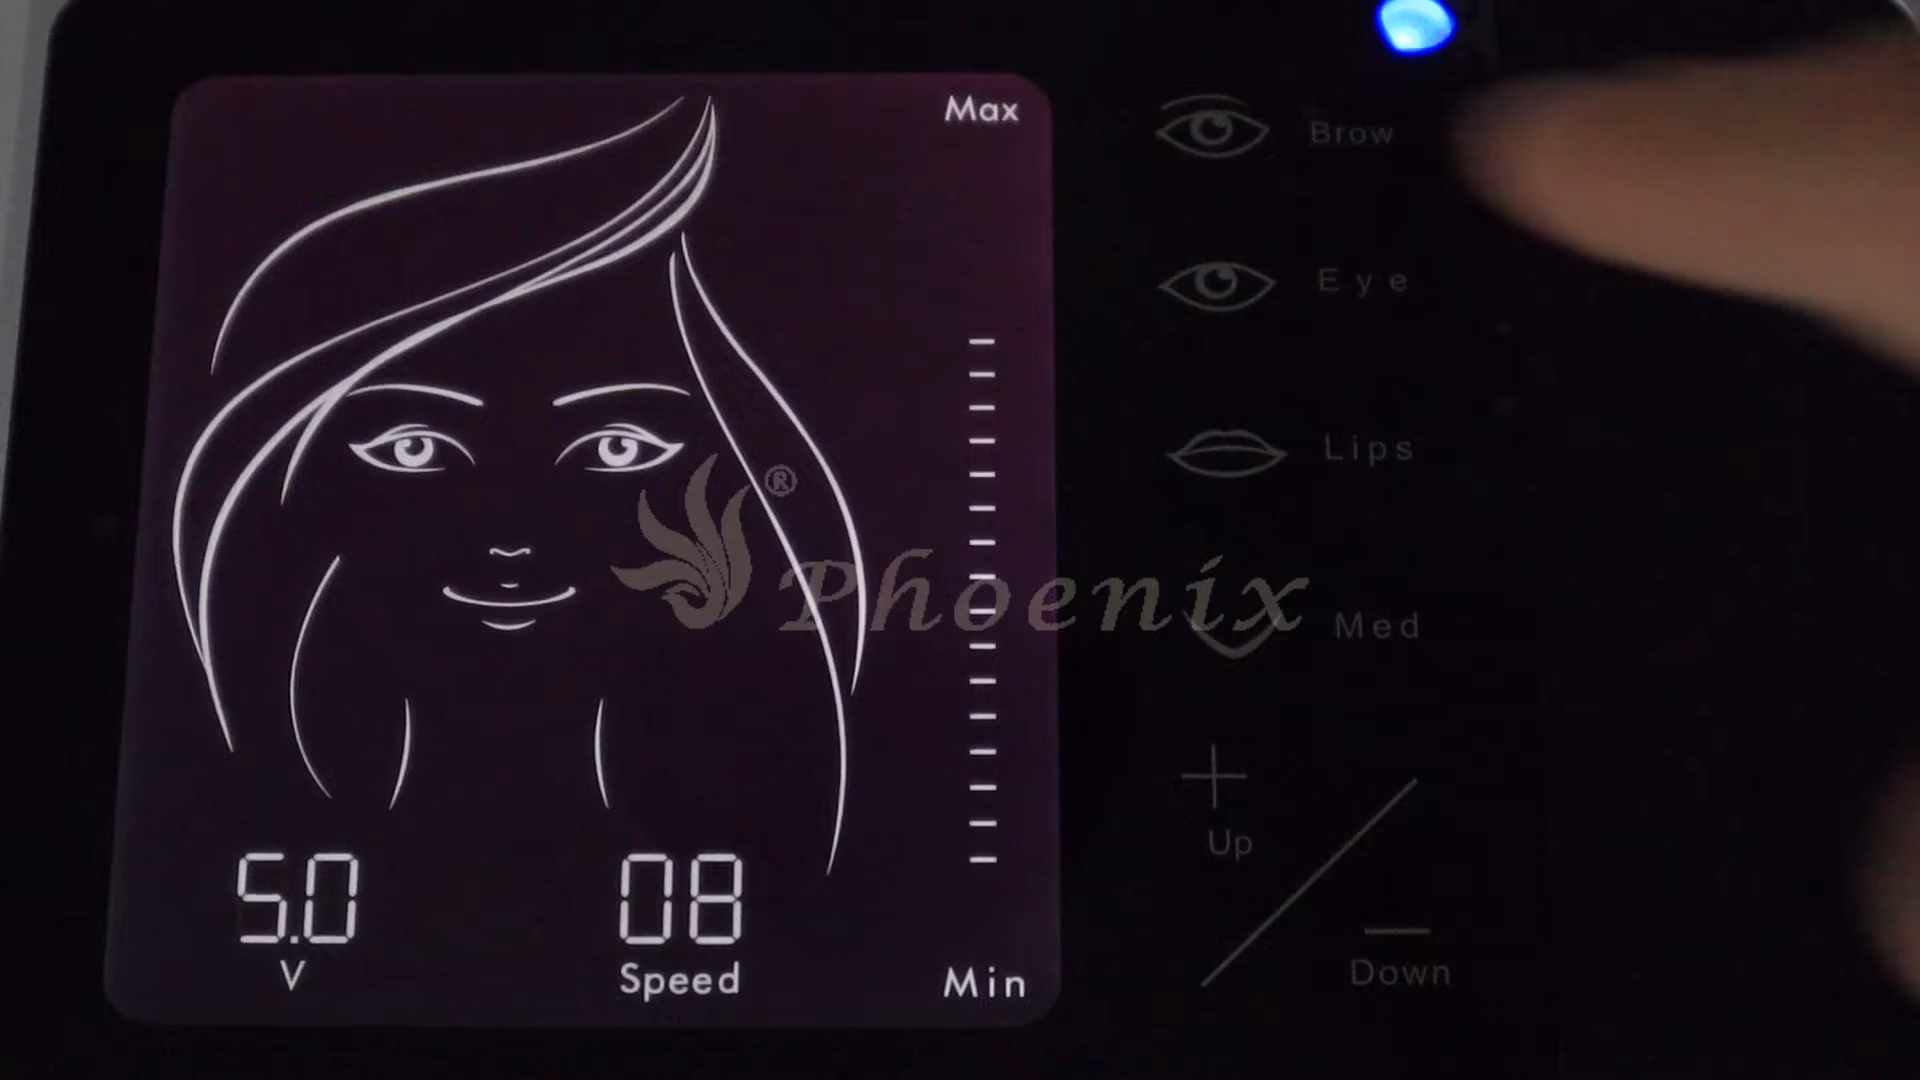 Max
Brow
Eye
Lips
® Phoenix
Med
Up
5.0
08
V
Speed
Min
Down